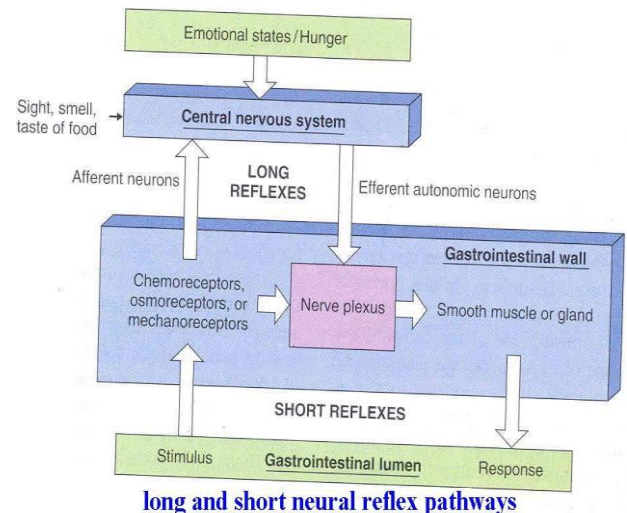 Emotional states/Hunger
Sight, smell,
taste of food
Central nervous system
Afferent neurons
LONG
REFLEXES
Efferent autonomic neurons
Gastrointestinal wall
Chemoreceptors,
osmoreceptors, or
mechanoreceptors
Nerve plexus
Smooth muscle or gland
SHORT REFLEXES
Stimulus
Gastrointestinal lumen
Response
long and short neural reflex pathways